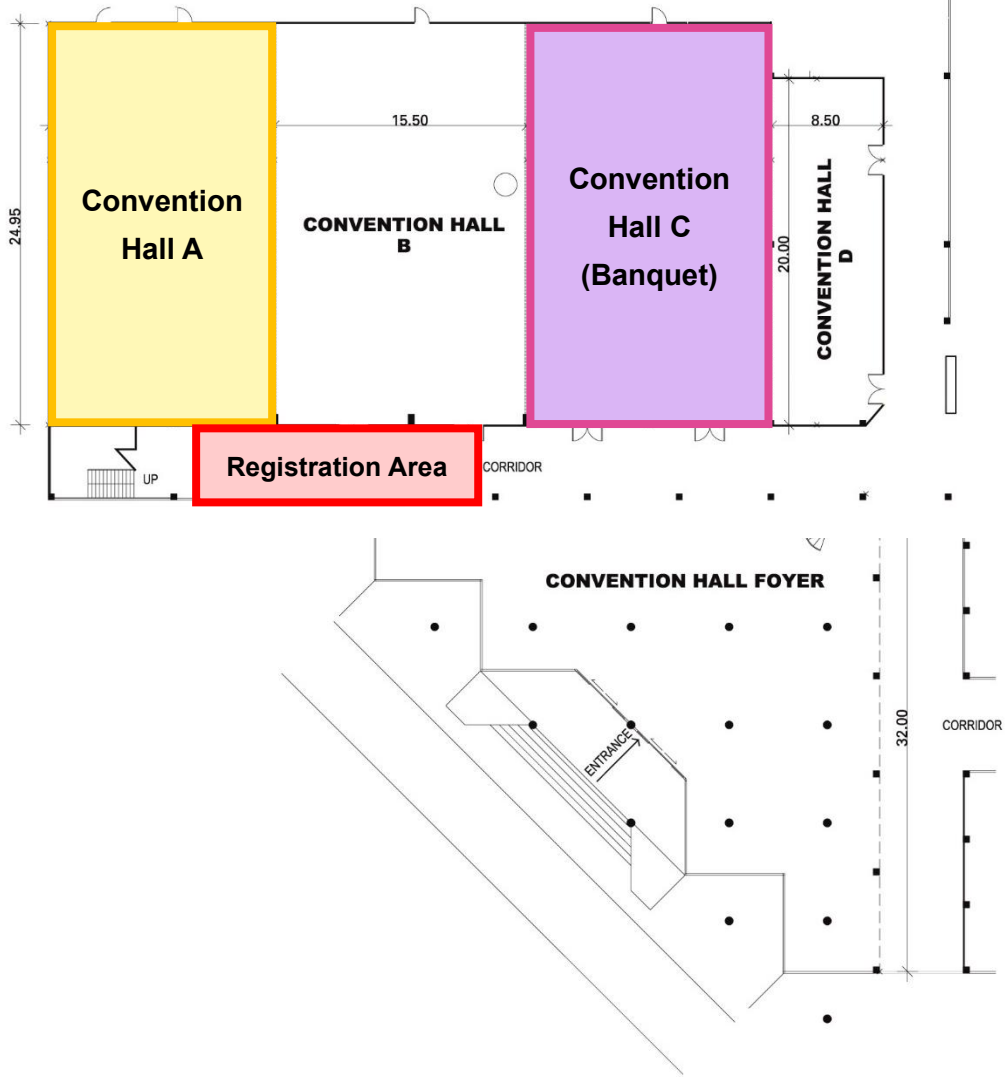 15.50
8.50
24.95
Convention
Hall A
CONVENTION HALL
B
Convention
Hall C
(Banquet)
20.00
CONVENTION HALL
D
Registration Area
CORRIDOR
UP
CONVENTION HALL FOYER
ENTRANCE
32.00
CORRIDOR